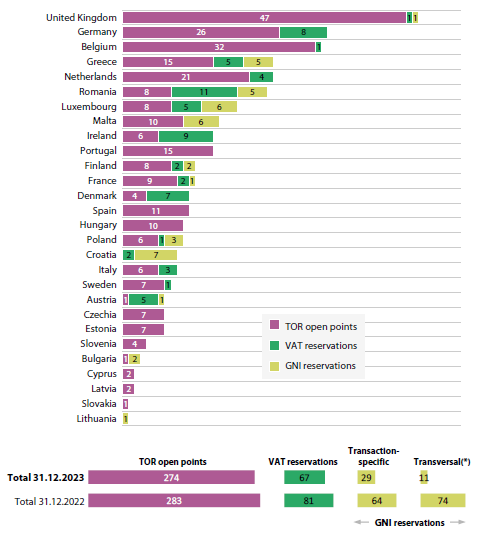 United Kingdom 47 1 1
Germany 26 8
Belgium 32 1
Greece 15 5 5
Netherlands 21 4
Romania 8 11 5
Luxembourg 8 5 6
Malta 10 6
Ireland 6 9
Portugal 15
Finland 8 2 2
France 9 2 1
Denmark 4 7
Spain 11
Hungary 10
Poland 6 1 3
Croatia 2 7
Italy 6 3
Sweden 7 1
Austria 1 5 1
Czechia 7
Estonia 7
Slovenia 4
Bulgaria 1 2
Cyprus 2
Latvia 2
Slovakia 1
Lithuania 1
TOR open points
VAT reservations
GNI reservations
TOR open points VAT reservations Transaction-specific Transversal(*)
Total 31.12.2023 274 67 29 11
Total 31.12.2022 283 81 64 74
GNI reservations